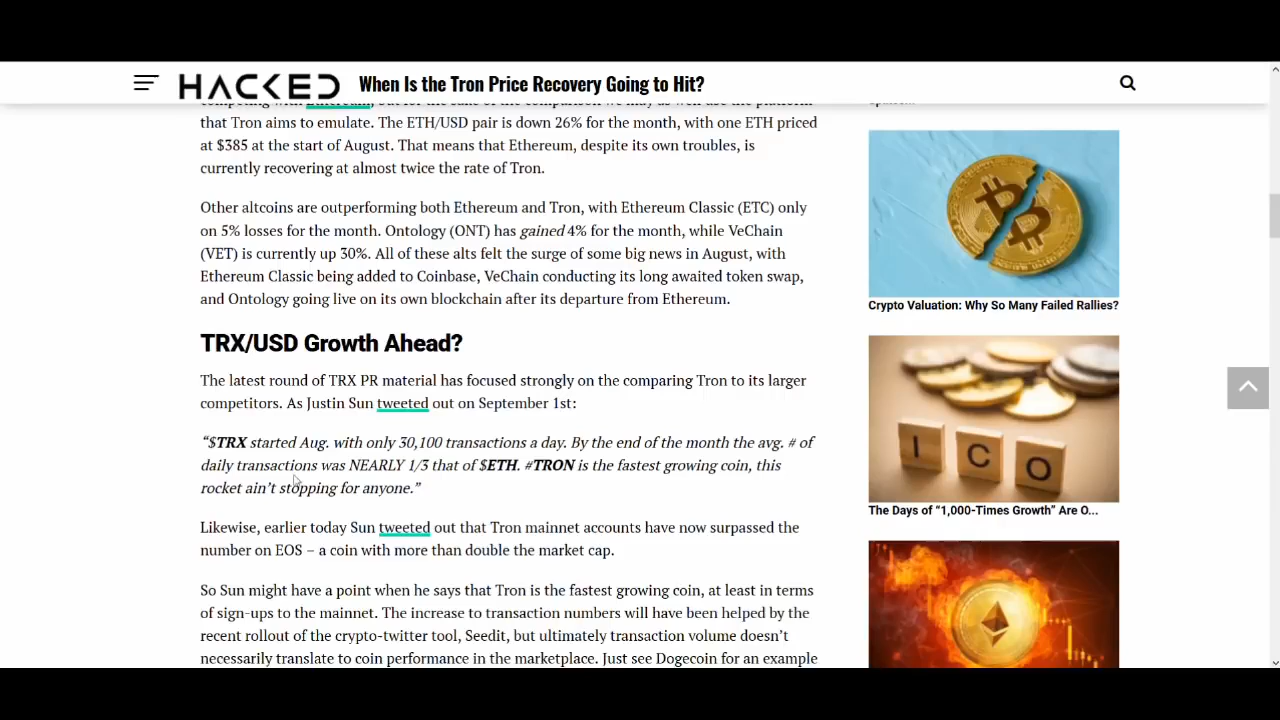 HACKED
When Is the Tron Price Recovery Going to Hit?
that Tron aims to emulate. The ETH/USD pair is down 26% for the month, with one ETH priced
at $385 at the start of August. That means that Ethereum, despite its own troubles, is
currently recovering at almost twice the rate of Tron.
Other altcoins are outperforming both Ethereum and Tron, with Ethereum Classic (ETC) only
on 5% losses for the month. Ontology (ONT) has gained 4% for the month, while VeChain
(VET) is currently up 30%. All of these alts felt the surge of some big news in August, with
Ethereum Classic being added to Coinbase, VeChain conducting its long awaited token swap,
and Ontology going live on its own blockchain after its departure from Ethereum.
TRX/USD Growth Ahead?
The latest round of TRX PR material has focused strongly on the comparing Tron to its larger
competitors. As Justin Sun tweeted out on September 1st:
“$TRX started Aug. with only 30,100 transactions a day. By the end of the month the avg. # of
daily transactions was NEARLY 1/3 that of $ETH. #TRON is the fastest growing coin, this
rocket ain’t stopping for anyone.”
Likewise, earlier today Sun tweeted out that Tron mainnet accounts have now surpassed the
number on EOS – a coin with more than double the market cap.
So Sun might have a point when he says that Tron is the fastest growing coin, at least in terms
of sign-ups to the mainnet. The increase to transaction numbers will have been helped by the
recent rollout of the crypto-twitter tool, Seedit, but ultimately transaction volume doesn’t
necessarily translate to coin performance in the marketplace. Just see Dogecoin for an example
Crypto Valuation: Why So Many Failed Rallies?
I C O
The Days of “1,000-Times Growth” Are O...